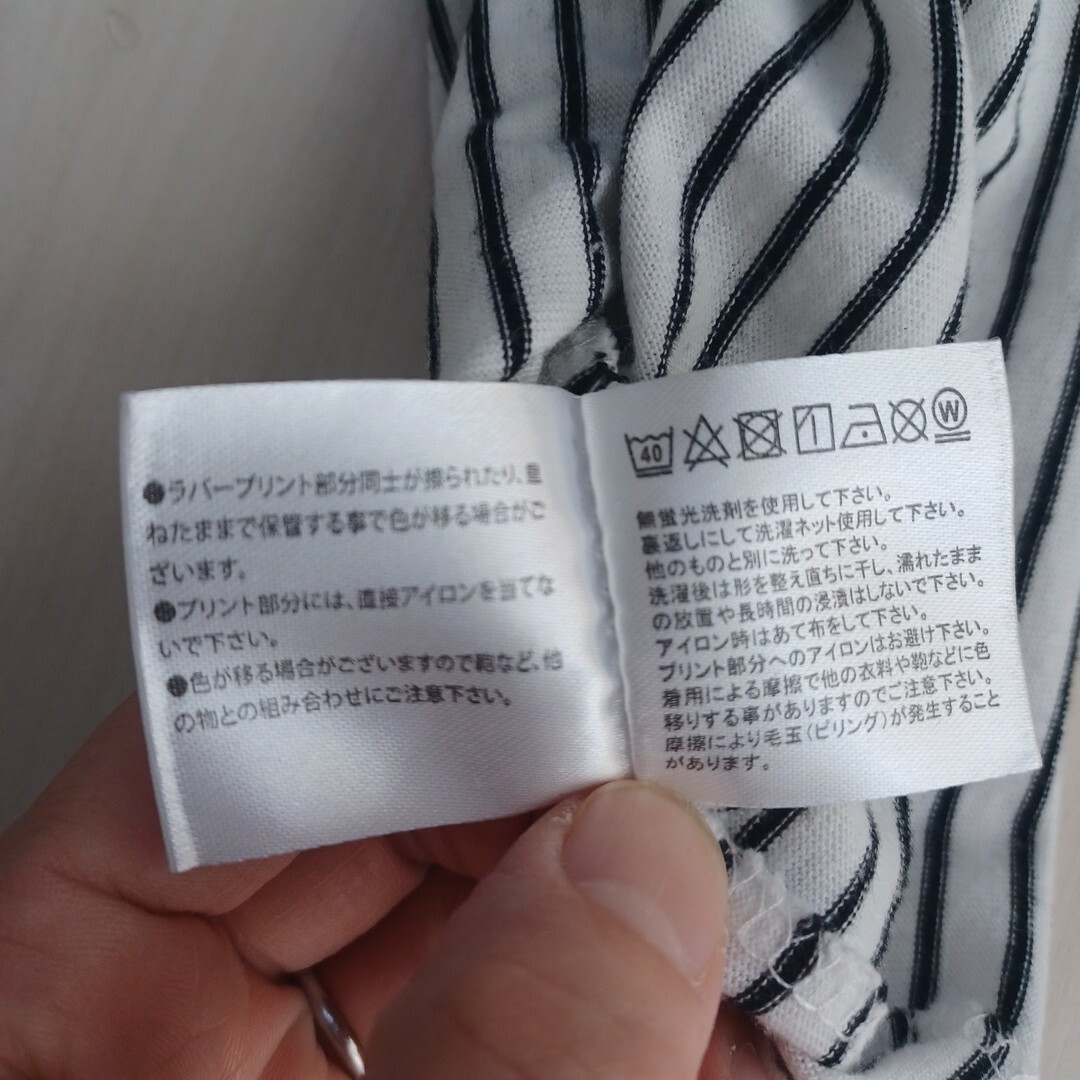 ●ラバープリント部分同士が擦られたり、重
ねたままで保管する事で色が移る場合がご
ざいます。
●プリント部分には、直接アイロンを当てな
いで下さい。
●色が移る場合がございますので鞄など、他
の物との組み合わせにご注意下さい。
40
W
無蛍光洗剤を使用して下さい。
裏返しにして洗濯ネット使用して下さい。
他のものと別に洗って下さい。
洗濯後は形を整え直ちに干し、濡れたまま
の放置や長時間の浸漬はしないで下さい。
アイロン時はあて布をして下さい。
プリント部分へのアイロンはお避け下さい。
着用による摩擦で他の衣料や鞄などに色
移りする事がありますのでご注意下さい。
摩擦により毛玉(ピリング)が発生すること
があります。